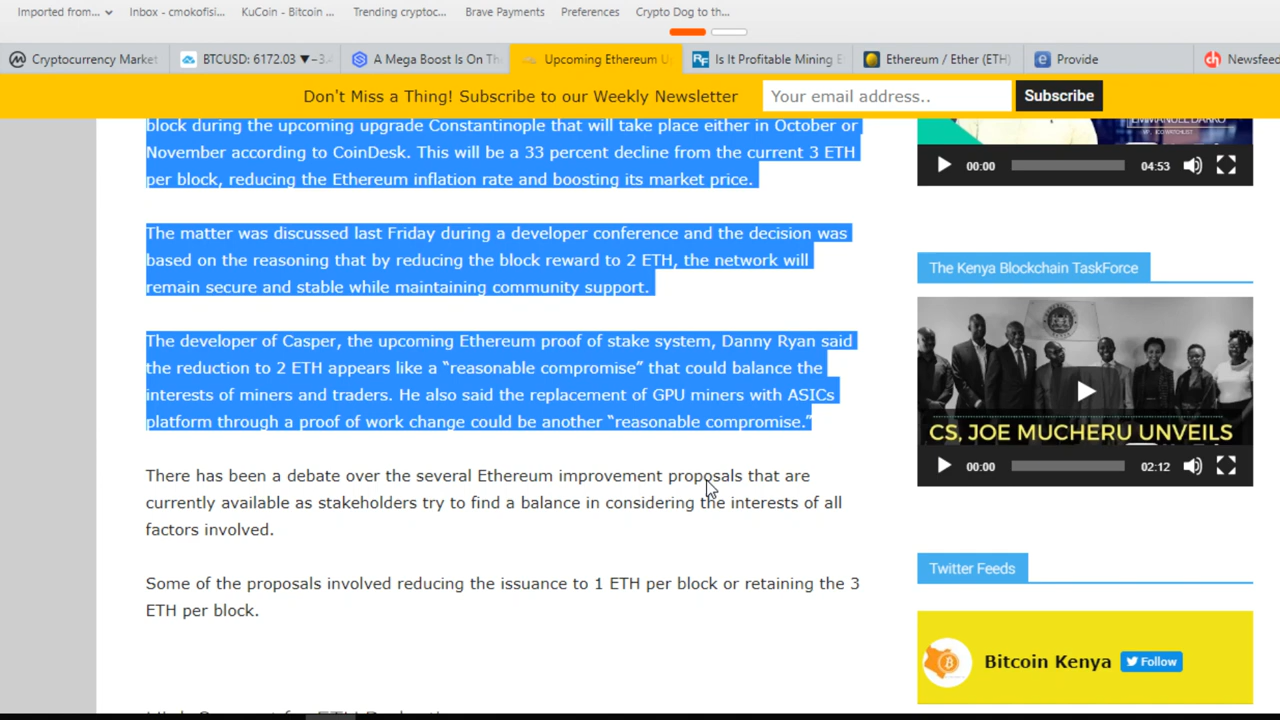 Imported from...
Inbox - cmokofisi...
KuCoin - Bitcoin ...
Trending cryptoc...
Brave Payments
Preferences
Crypto Dog to th...
Cryptocurrency Market
BTCUSD: 6172.03 ▼−3.
A Mega Boost Is On Th
Upcoming Ethereum U
RF Is It Profitable Mining E
Ethereum / Ether (ETH)
Provide
Newsfeed
Don't Miss a Thing! Subscribe to our Weekly Newsletter
Your email address..
Subscribe
block during the upcoming upgrade Constantinople that will take place either in October or
November according to CoinDesk. This will be a 33 percent decline from the current 3 ETH
per block, reducing the Ethereum inflation rate and boosting its market price.
The matter was discussed last Friday during a developer conference and the decision was
based on the reasoning that by reducing the block reward to 2 ETH, the network will
remain secure and stable while maintaining community support.
The developer of Casper, the upcoming Ethereum proof of stake system, Danny Ryan said
the reduction to 2 ETH appears like a “reasonable compromise” that could balance the
interests of miners and traders. He also said the replacement of GPU miners with ASICs
platform through a proof of work change could be another “reasonable compromise.”
There has been a debate over the several Ethereum improvement proposals that are
currently available as stakeholders try to find a balance in considering the interests of all
factors involved.
Some of the proposals involved reducing the issuance to 1 ETH per block or retaining the 3
ETH per block.
00:00
04:53
The Kenya Blockchain TaskForce
CS, JOE MUCHERU UNVEILS
00:00
02:12
Twitter Feeds
Bitcoin Kenya
Follow